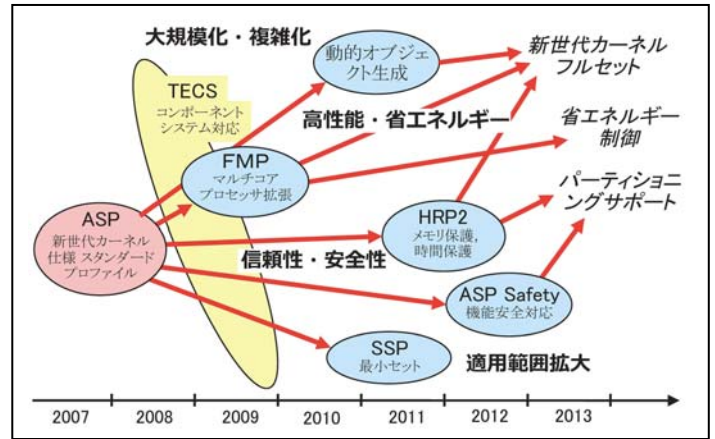 大規模化・複雑化
動的オブジェ
クト生成
新世代カーネル
フルセット
TECS
コンポーネント
システム対応
高性能・省エネルギー
省エネルギー
制御
FMP
マルチコア
プロセッサ拡張
パーティショニ
ングサポート
ASP
新世代カーネル
仕様 スタンダード
プロファイル
HRP2
メモリ保護,
時間保護
信頼性・安全性
ASP Safety
機能安全対応
SSP
最小セット
適用範囲拡大
2007 2008 2009 2010 2011 2012 2013